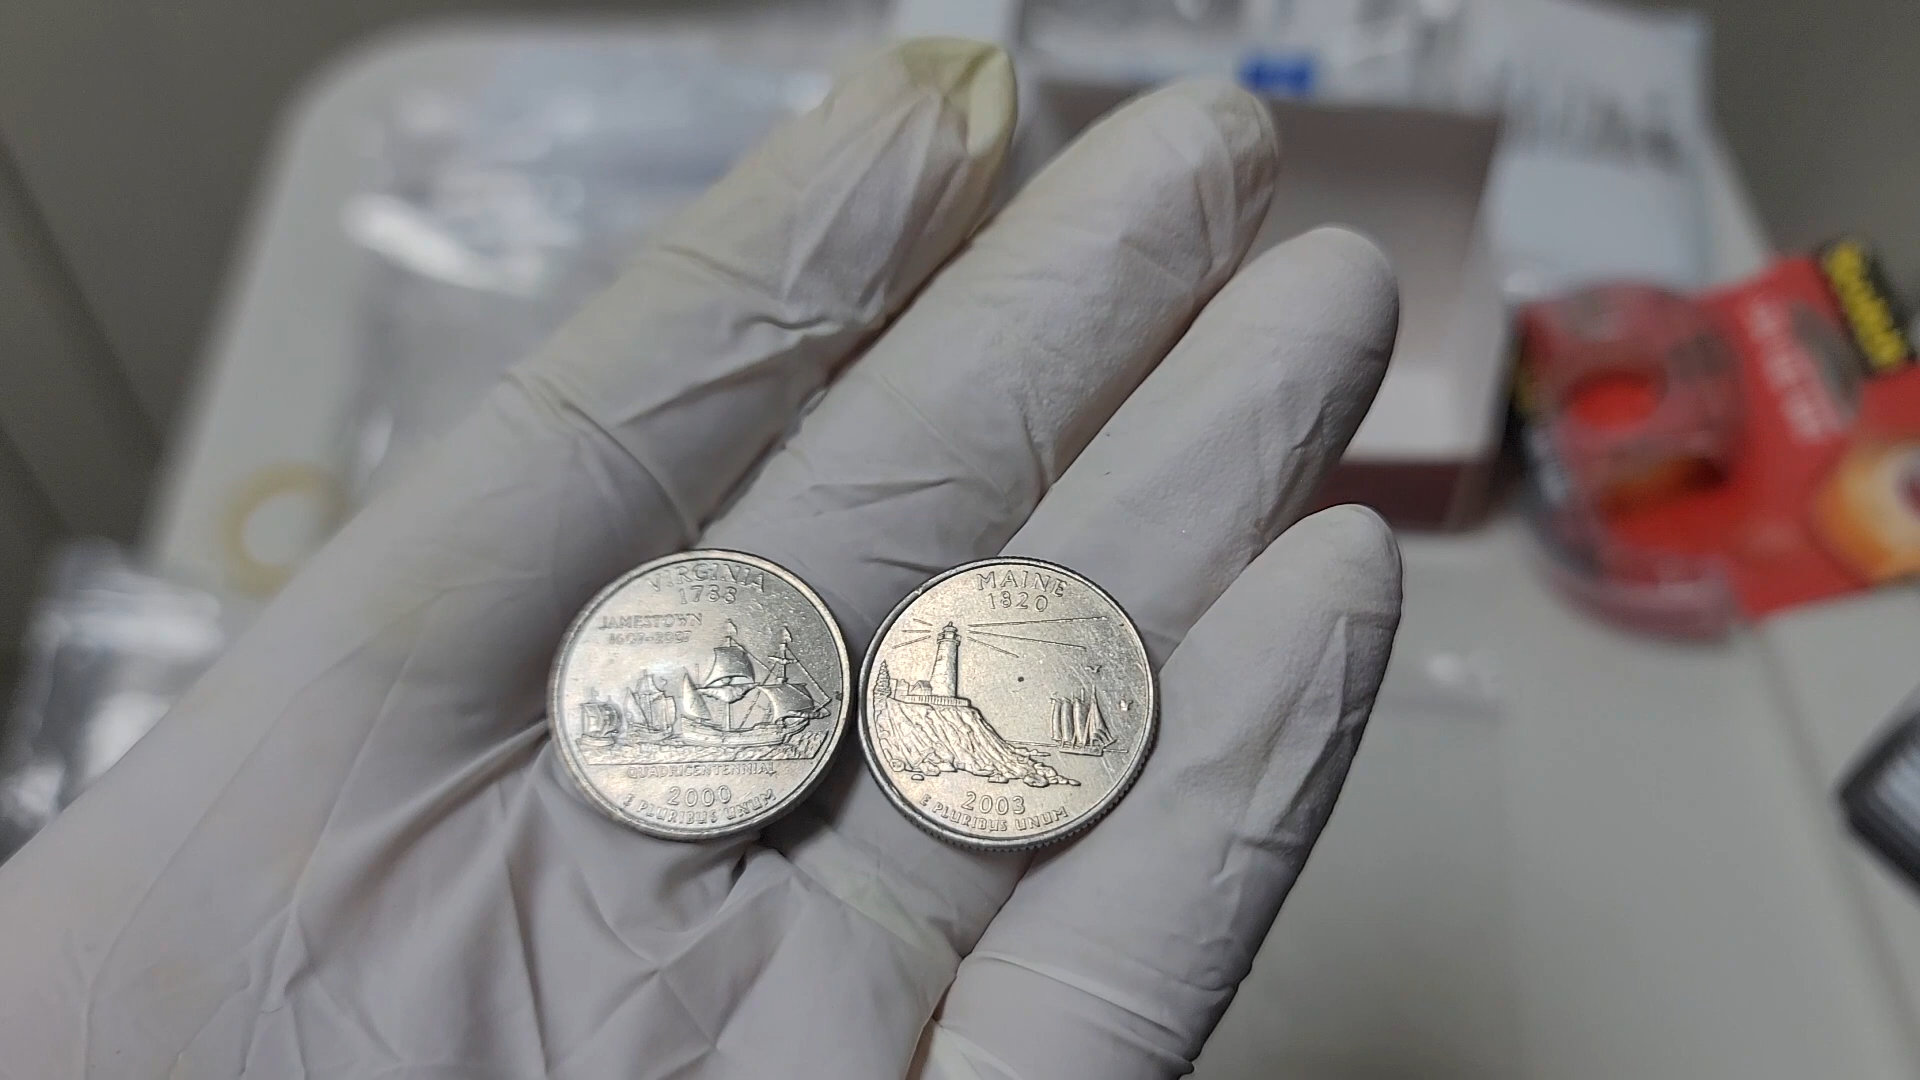 VIRGINIA
1788
JAMESTOWN
1607-2007
QUADRICENTENNIAL
2000
E PLURIBUS UNUM
MAINE
1820
2003
E PLURIBUS UNUM